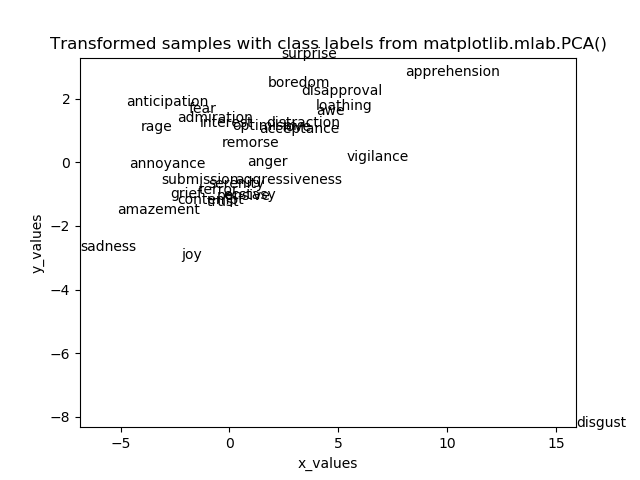 Transformed samples with class labels from matplotlib.mlab.PCA()
surprise
apprehension
boredom
disapproval
anticipation
loathing
fear
awe
admiration
interest
distraction
rage
optimism
love
acceptance
remorse
vigilance
annoyance
anger
submission
serenity
aggressiveness
terror
grief
pensive
ecstasy
contempt
trust
amazement
sadness
joy
disgust
2
0
−2
−4
−6
−8
y_values
−5
0
5
10
15
x_values